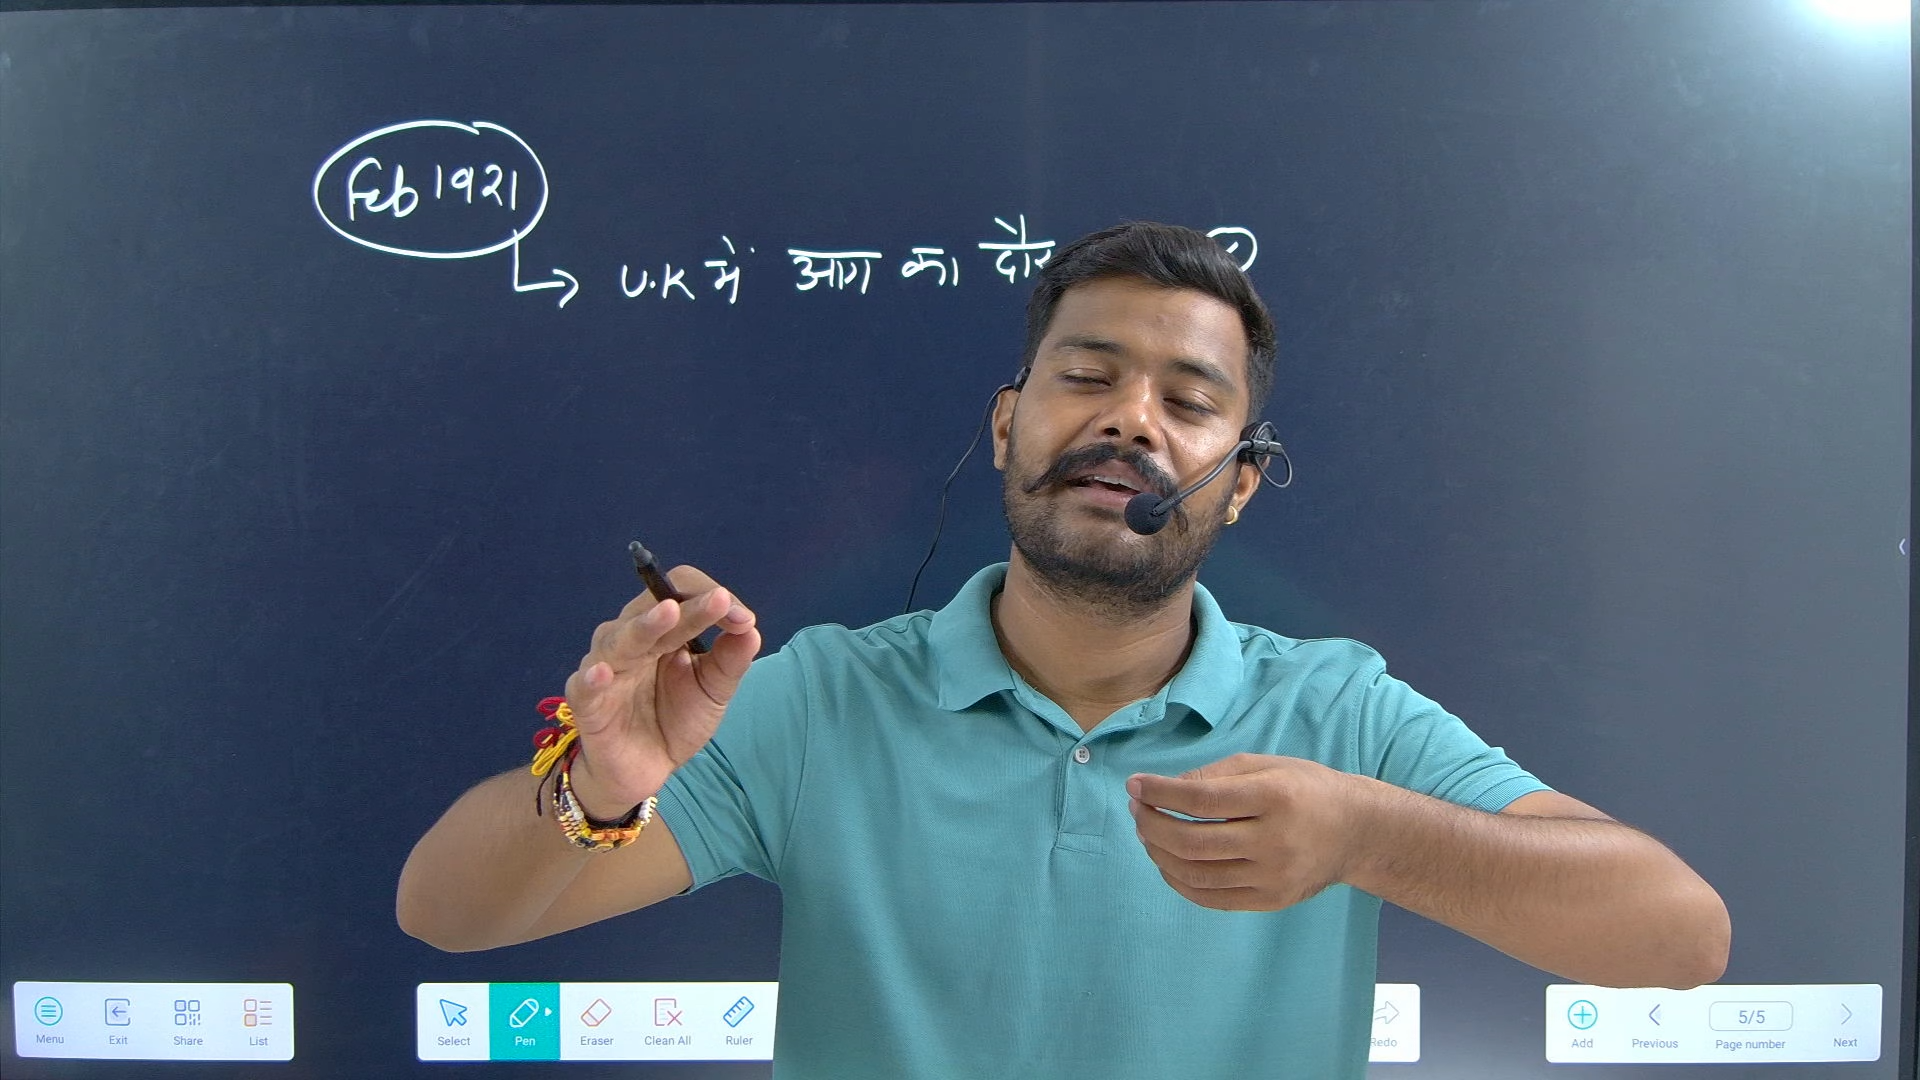 Feb 1921
U.K में आग का दौर
Menu
Exit
Share
List
Select
Pen
Eraser
Clean All
Ruler
Redo
Add
Previous
5/5
Page number
Next